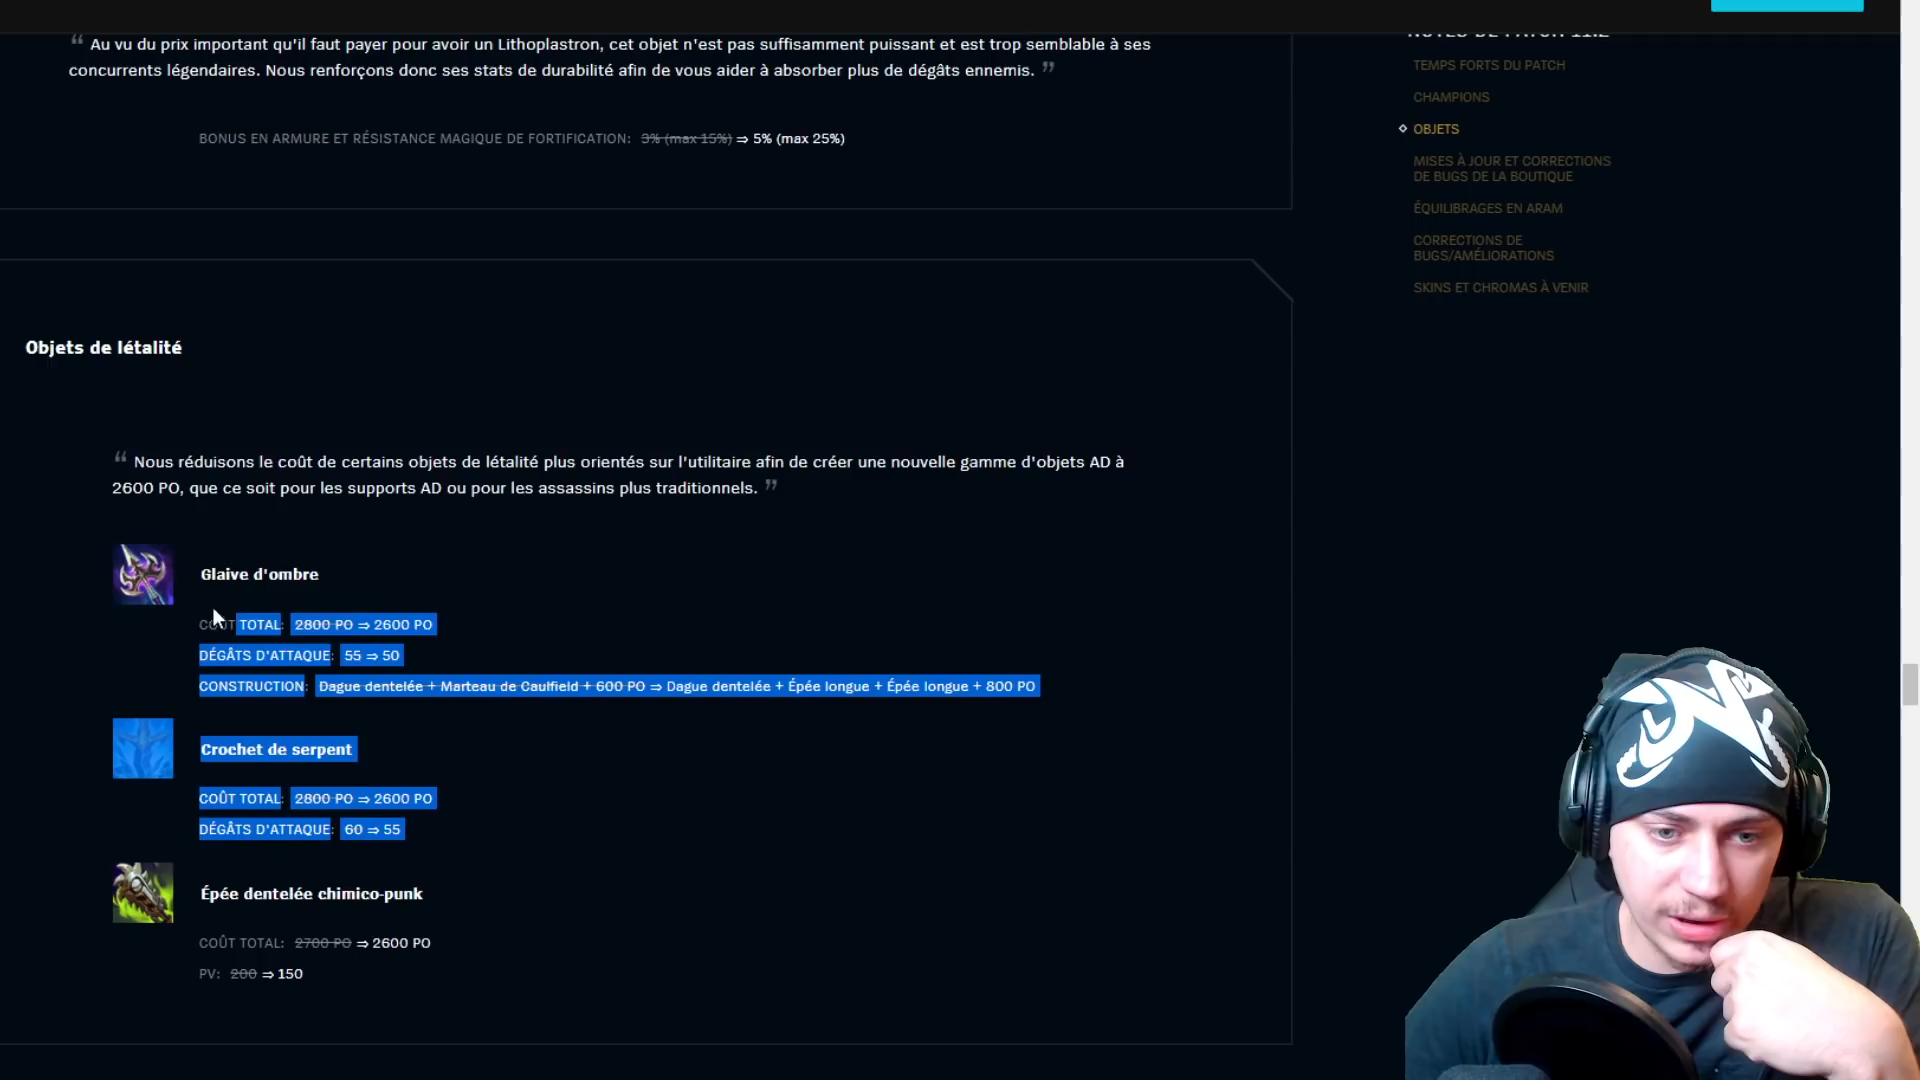 “ Au vu du prix important qu'il faut payer pour avoir un Lithoplastron, cet objet n'est pas suffisamment puissant et est trop semblable à ses
concurrents légendaires. Nous renforçons donc ses stats de durabilité afin de vous aider à absorber plus de dégâts ennemis. ”
BONUS EN ARMURE ET RÉSISTANCE MAGIQUE DE FORTIFICATION: 3% (max 15%) ⇒ 5% (max 25%)
Objets de létalité
“ Nous réduisons le coût de certains objets de létalité plus orientés sur l'utilitaire afin de créer une nouvelle gamme d'objets AD à
2600 PO, que ce soit pour les supports AD ou pour les assassins plus traditionnels. ”
Glaive d'ombre
COÛT TOTAL: 2800 PO ⇒ 2600 PO
DÉGÂTS D'ATTAQUE: 55 ⇒ 50
CONSTRUCTION: Dague dentelée + Marteau de Caulfield + 600 PO ⇒ Dague dentelée + Épée longue + Épée longue + 800 PO
Crochet de serpent
COÛT TOTAL: 2800 PO ⇒ 2600 PO
DÉGÂTS D'ATTAQUE: 60 ⇒ 55
Épée dentelée chimico-punk
COÛT TOTAL: 2700 PO ⇒ 2600 PO
PV: 200 ⇒ 150
NOTES DE PATCH 11.2
TEMPS FORTS DU PATCH
CHAMPIONS
OBJETS
MISES À JOUR ET CORRECTIONS
DE BUGS DE LA BOUTIQUE
ÉQUILIBRAGES EN ARAM
CORRECTIONS DE
BUGS/AMÉLIORATIONS
SKINS ET CHROMAS À VENIR